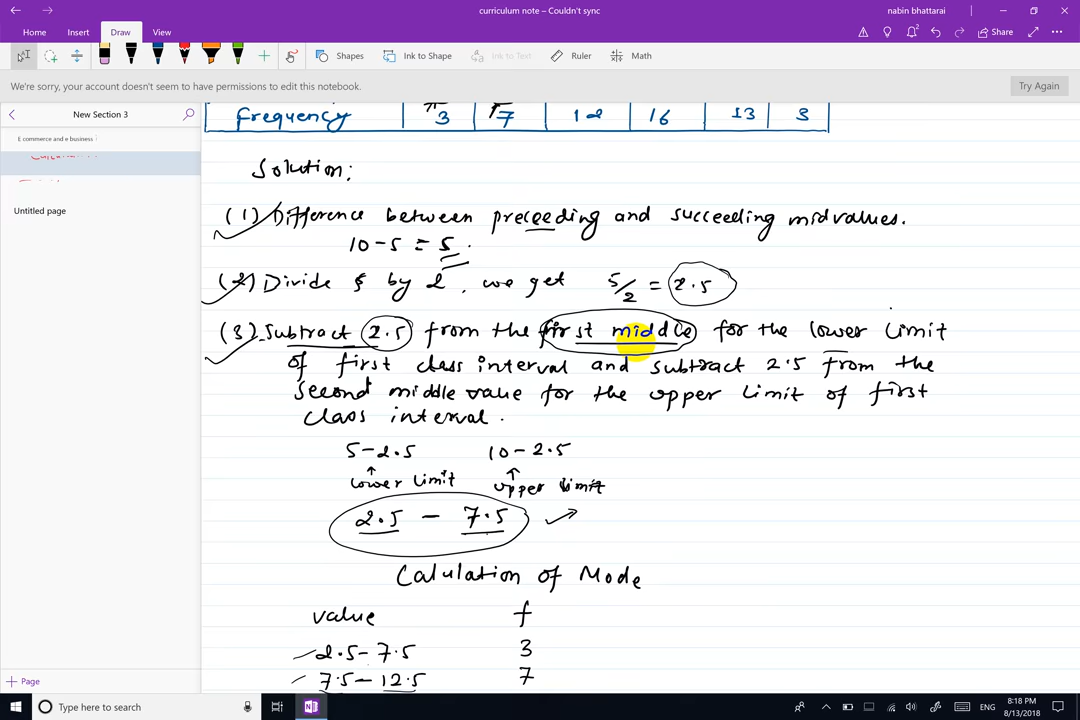 curriculum note – Couldn't sync
nabin bhattarai
Home Insert Draw View
Share
Shapes Ink to Shape Ink to Text Ruler Math
We're sorry, your account doesn't seem to have permissions to edit this notebook.
Try Again
New Section 3
E commerce and e business
Untitled page
Page
Frequency 3 7 12 16 13 3
Solution:
(1) Difference between preceeding and succeeding midvalues.
10-5 = 5.
(2) Divide 5 by 2, we get 5/2 = 2.5
(3) Subtract 2.5 from the first middle for the lower limit
of first class interval and subtract 2.5 from the
second middle value for the upper limit of first
class interval.
5-2.5 10-2.5
↑ ↑
lower limit upper limit
2.5 - 7.5
Calulation of Mode
value f
2.5-7.5 3
7.5-12.5 7
Type here to search
ENG
8:18 PM
8/13/2018